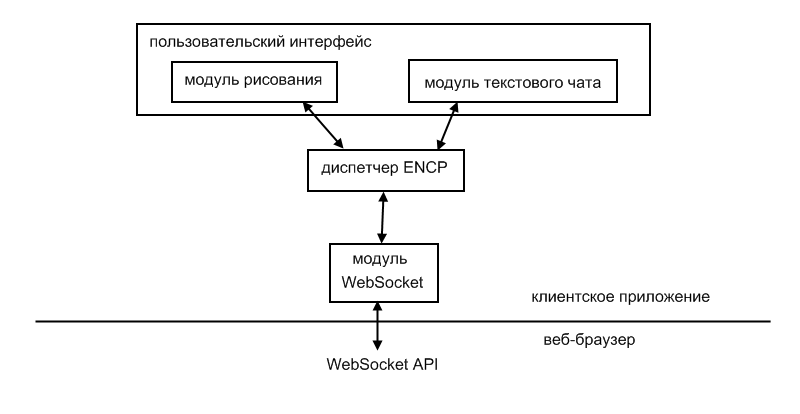 пользовательский интерфейс
модуль рисования
модуль текстового чата
диспетчер ENCP
модуль
WebSocket
клиентское приложение
веб-браузер
WebSocket API